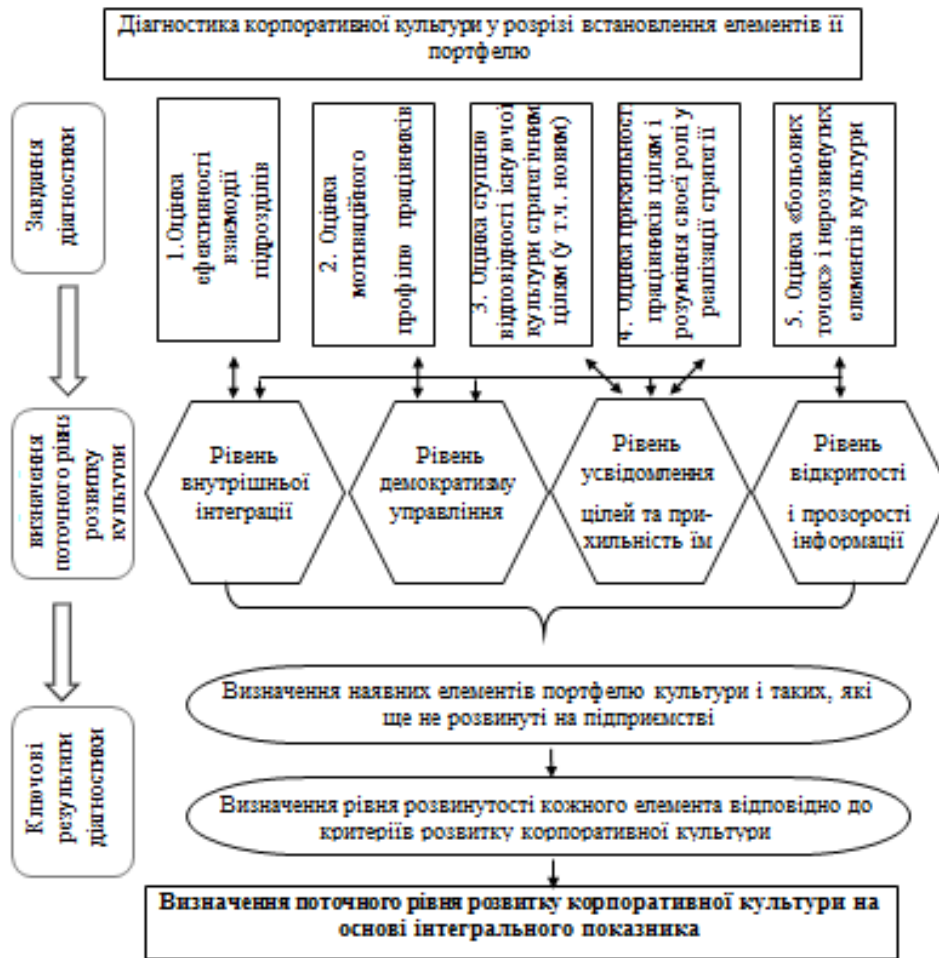 Діагностика корпоративної культури у розрізі встановлення елементів її
портфелю
Завдання
діагностики
1.Оцінка
ефективності
взаємодії
підрозділів
2. Оцінка
мотиваційного
профілю працівників
3. Оцінка ступню
відповідності існуючої
культури стратегічним
цілям (у т.ч. новим)
4. Оцінка прихильност
працівників цілям і
розуміння своєї ролі у
реалізації стратегії
5. Оцінка «больових
точок» і нерозвинутих
елементів культури
визначення
поточного рівня
розвитку
культури
Рівень
внутрішньої
інтеграції
Рівень
демократизму
управління
Рівень
усвідомлення
цілей та при-
хильність їм
Рівень
відкритості
і прозорості
інформації
Ключові
результати
діагностики
Визначення наявних елементів портфелю культури і таких, які
ще не розвинуті на підприємстві
Визначення рівня розвинутості кожного елемента відповідно до
критеріїв розвитку корпоративної культури
Визначення поточного рівня розвитку корпоративної культури на
основі інтегрального показника